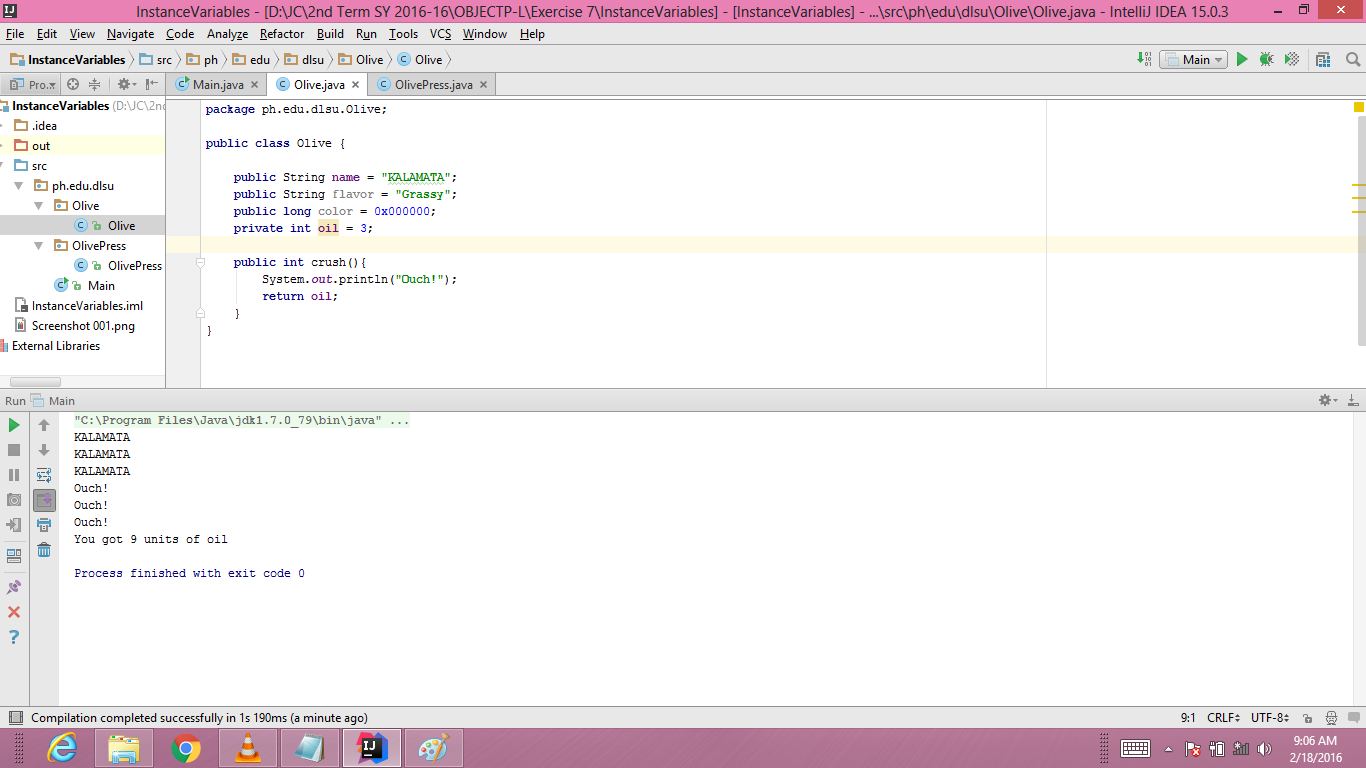 InstanceVariables - [D:\JC\2nd Term SY 2016-16\OBJECTP-L\Exercise 7\InstanceVariables] - [InstanceVariables] - ...\src\ph\edu\dlsu\Olive\Olive.java - IntelliJ IDEA 15.0.3
File Edit View Navigate Code Analyze Refactor Build Run Tools VCS Window Help
InstanceVariables src ph edu dlsu Olive Olive Main
Pro... Main.java Olive.java OlivePress.java
InstanceVariables (D:\JC\2nd
.idea
out
src
ph.edu.dlsu
Olive
Olive
OlivePress
OlivePress
Main
InstanceVariables.iml
Screenshot 001.png
External Libraries
package ph.edu.dlsu.Olive;
public class Olive {
public String name = "KALAMATA";
public String flavor = "Grassy";
public long color = 0x000000;
private int oil = 3;
public int crush(){
System.out.println("Ouch!");
return oil;
}
}
Run Main
"C:\Program Files\Java\jdk1.7.0_79\bin\java" ...
KALAMATA
KALAMATA
KALAMATA
Ouch!
Ouch!
Ouch!
You got 9 units of oil
Process finished with exit code 0
Compilation completed successfully in 1s 190ms (a minute ago) 9:1 CRLF UTF-8
9:06 AM
2/18/2016